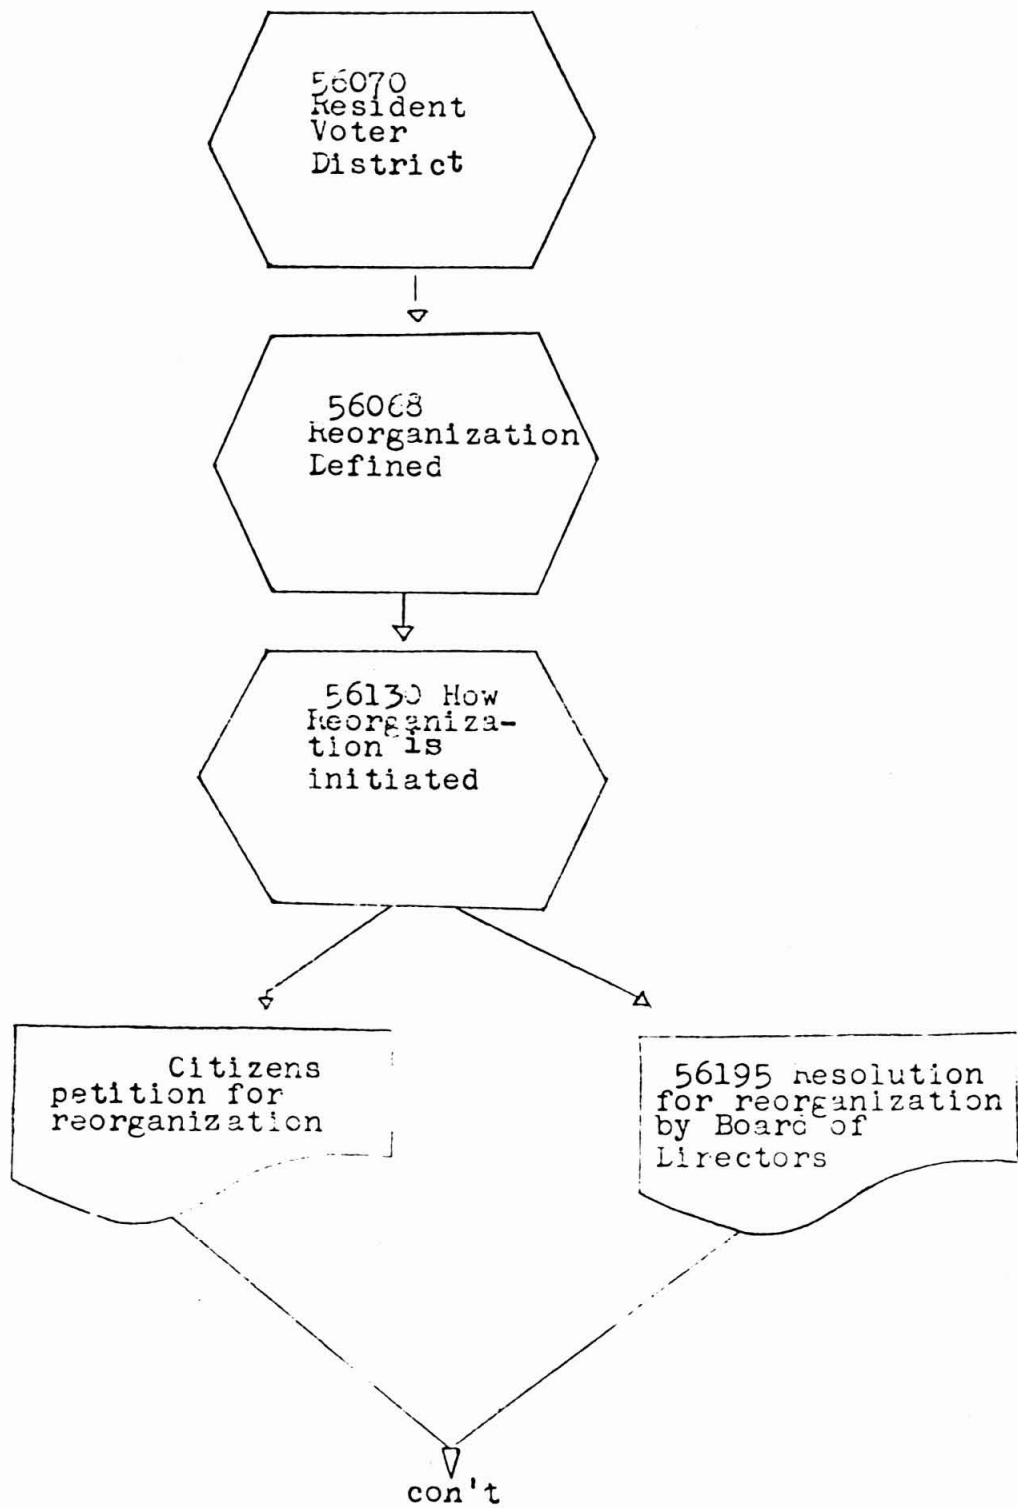 56070
Resident
Voter
District
56068
Reorganization
Defined
56130 How
Reorganiza-
tion is
initiated
Citizens
petition for
reorganization
56195 Resolution
for reorganization
by Board of
Directors
con't